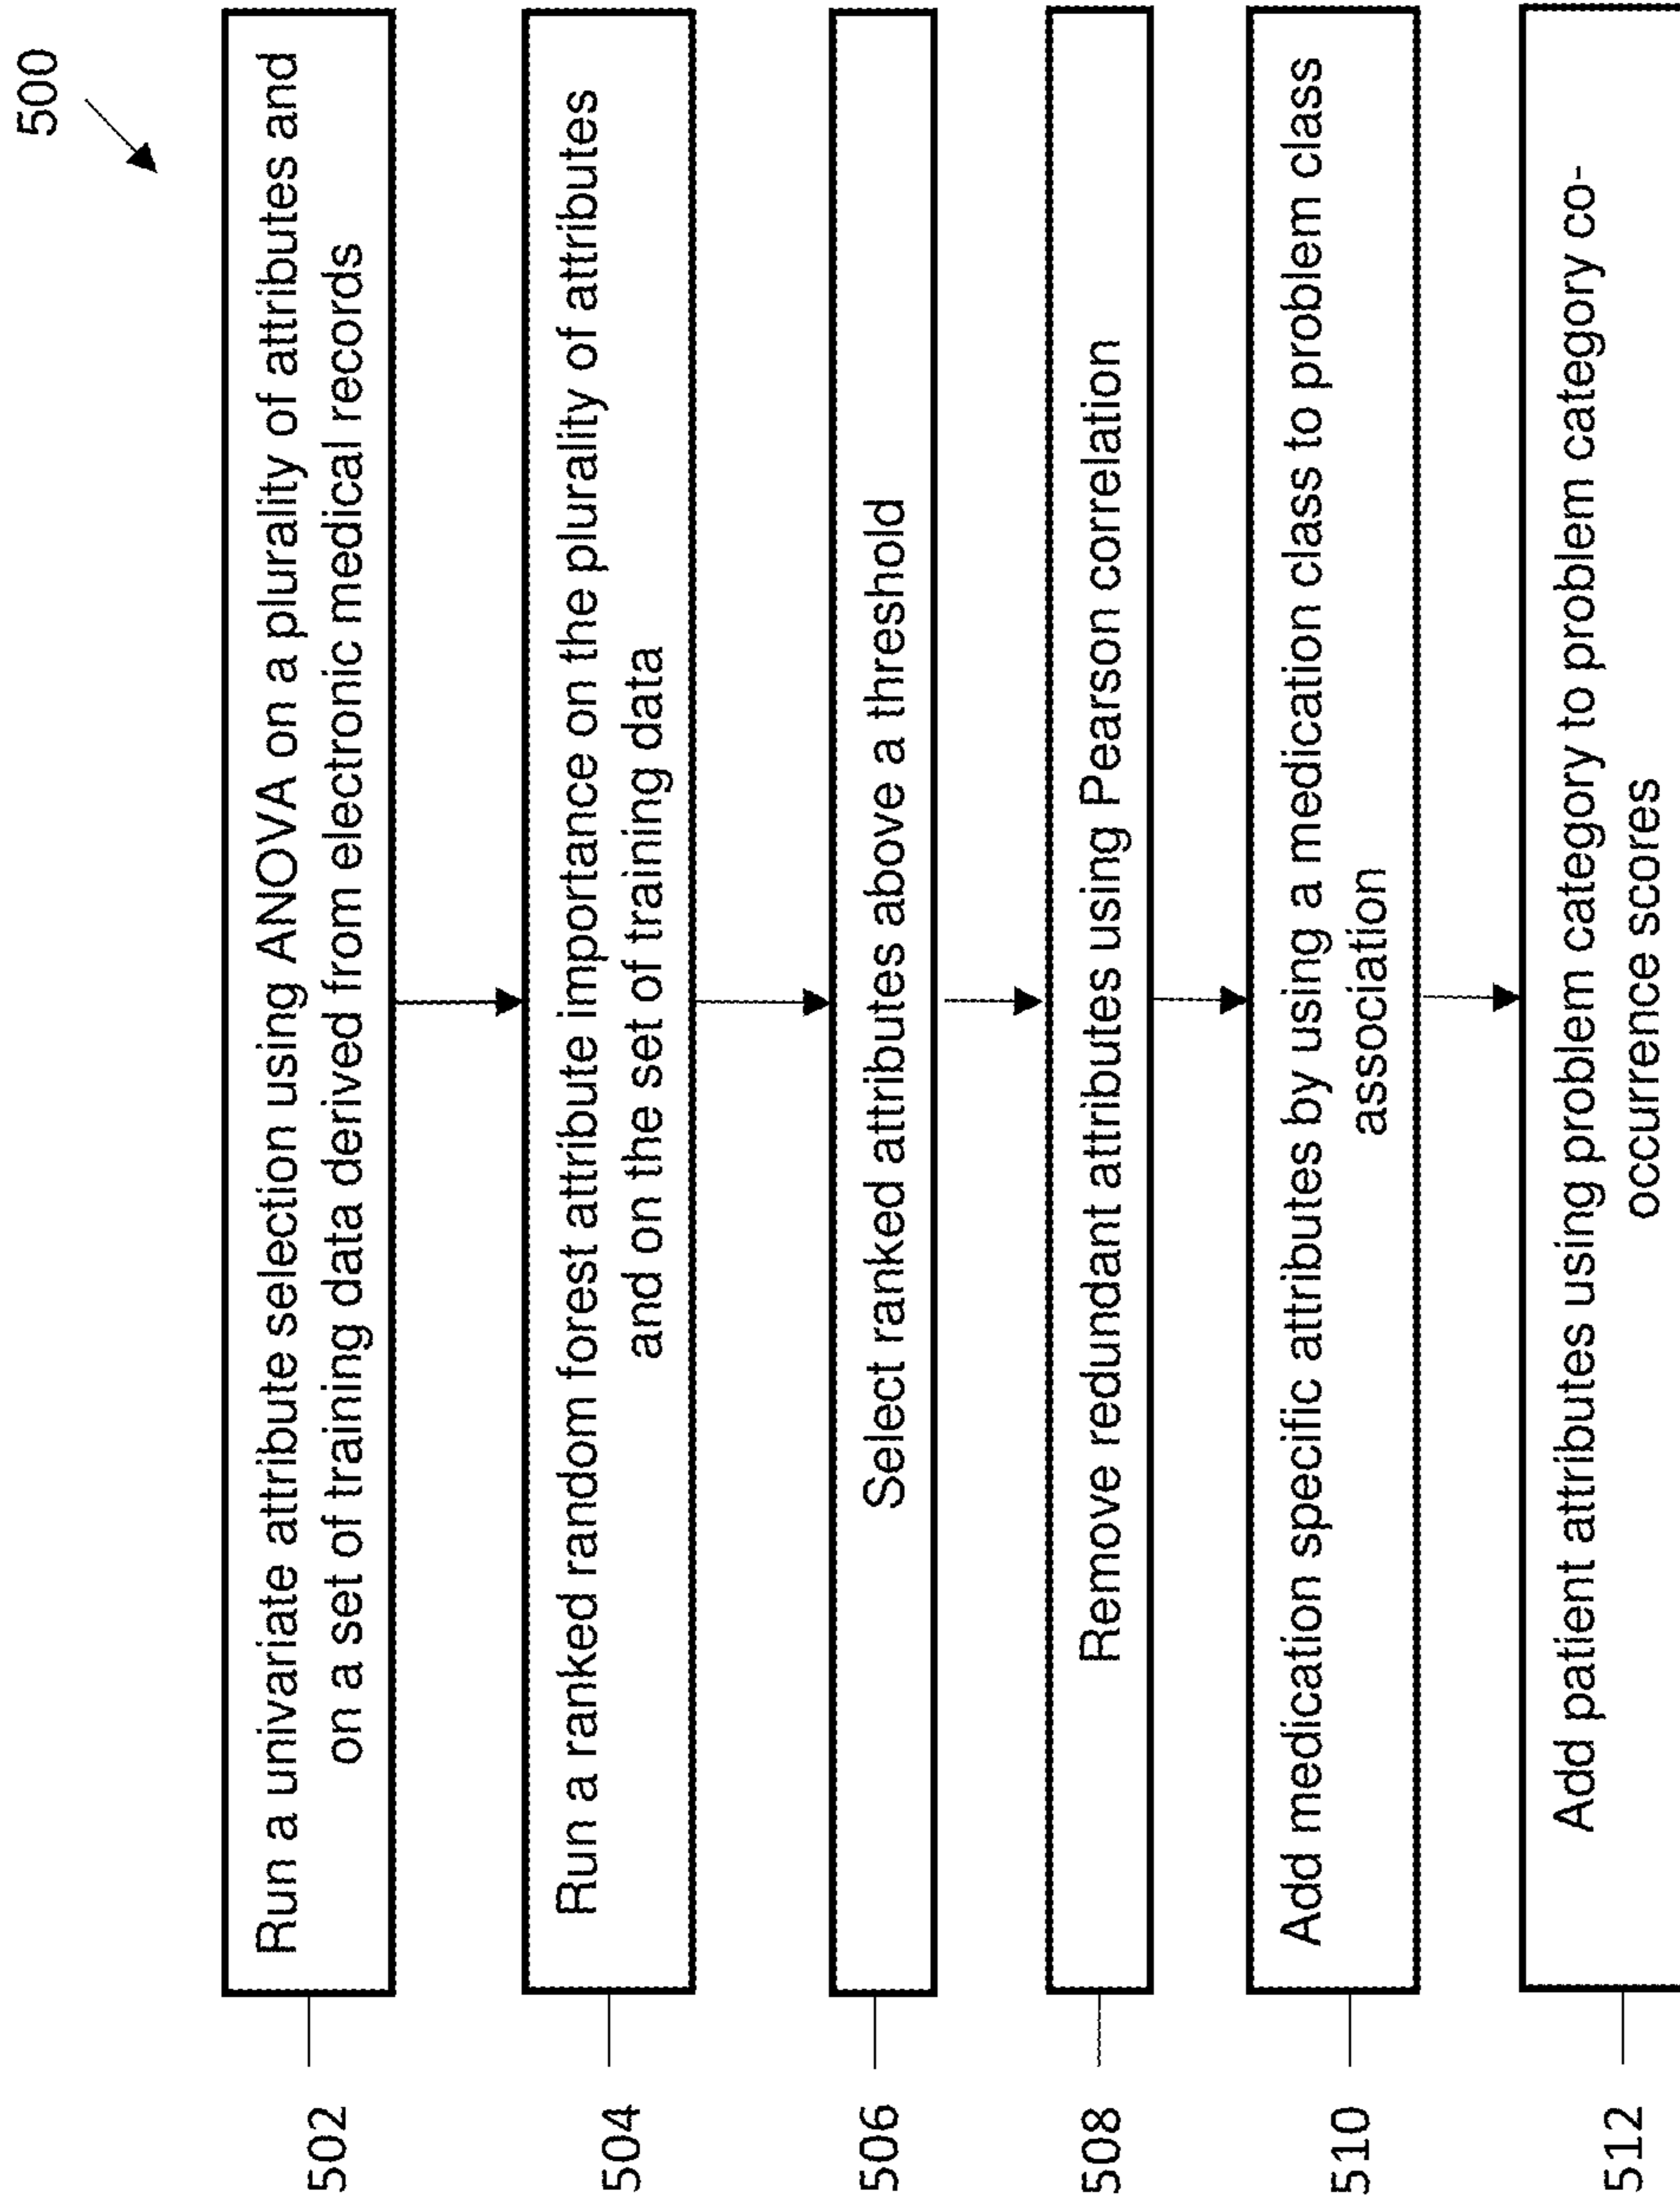 500
502
Run a univariate attribute selection using ANOVA on a plurality of attributes and
on a set of training data derived from electronic medical records
504
Run a ranked random forest attribute importance on the plurality of attributes
and on the set of training data
506
Select ranked attributes above a threshold
508
Remove redundant attributes using Pearson correlation
510
Add medication specific attributes by using a medication class to problem class
association
512
Add patient attributes using problem category to problem category co-
occurrence scores